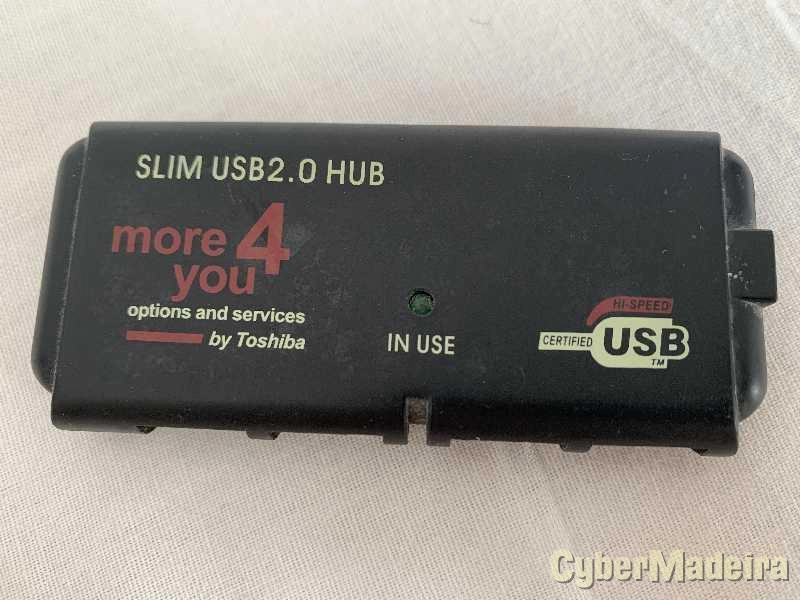 SLIM USB2.0 HUB
more 4
you
options and services
by Toshiba
IN USE
HI-SPEED
CERTIFIED USB TM
CyberMadeira